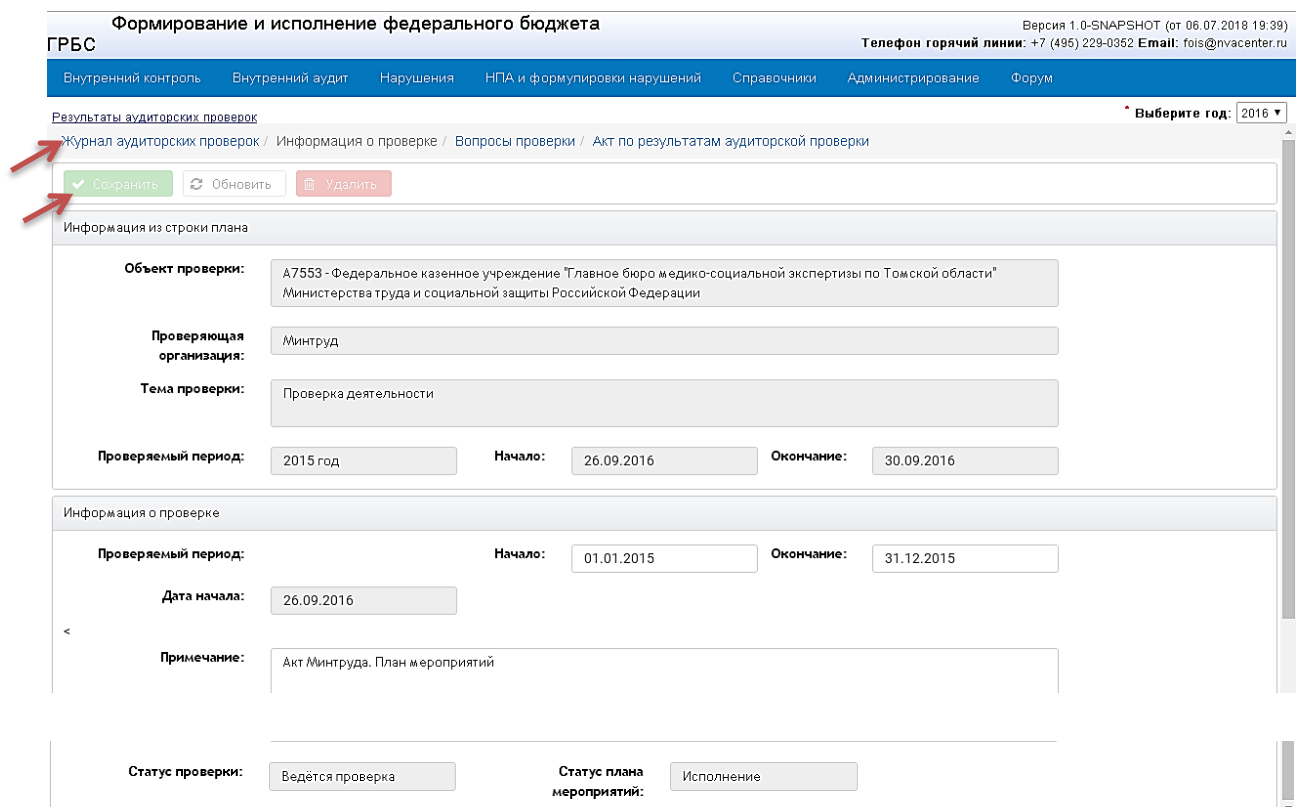 Формирование и исполнение федерального бюджета
ГРБС
Версия 1.0-SNAPSHOT (от 06.07.2018 19:39)
Телефон горячий линии: +7 (495) 229-0352 Email: fois@nvacenter.ru
Внутренний контроль Внутренний аудит Нарушения НПА и формулировки нарушений Справочники Администрирование Форум
Результаты аудиторских проверок
* Выберите год: 2016
Журнал аудиторских проверок / Информация о проверке / Вопросы проверки / Акт по результатам аудиторской проверки
Сохранить Обновить Удалить
Информация из строки плана
Объект проверки: А7553 - Федеральное казенное учреждение "Главное бюро медико-социальной экспертизы по Томской области"
Министерства труда и социальной защиты Российской Федерации
Проверяющая организация: Минтруд
Тема проверки: Проверка деятельности
Проверяемый период: 2015 год Начало: 26.09.2016 Окончание: 30.09.2016
Информация о проверке
Проверяемый период: Начало: 01.01.2015 Окончание: 31.12.2015
Дата начала: 26.09.2016
<
Примечание: Акт Минтруда. План мероприятий
Статус проверки: Ведётся проверка Статус плана мероприятий: Исполнение